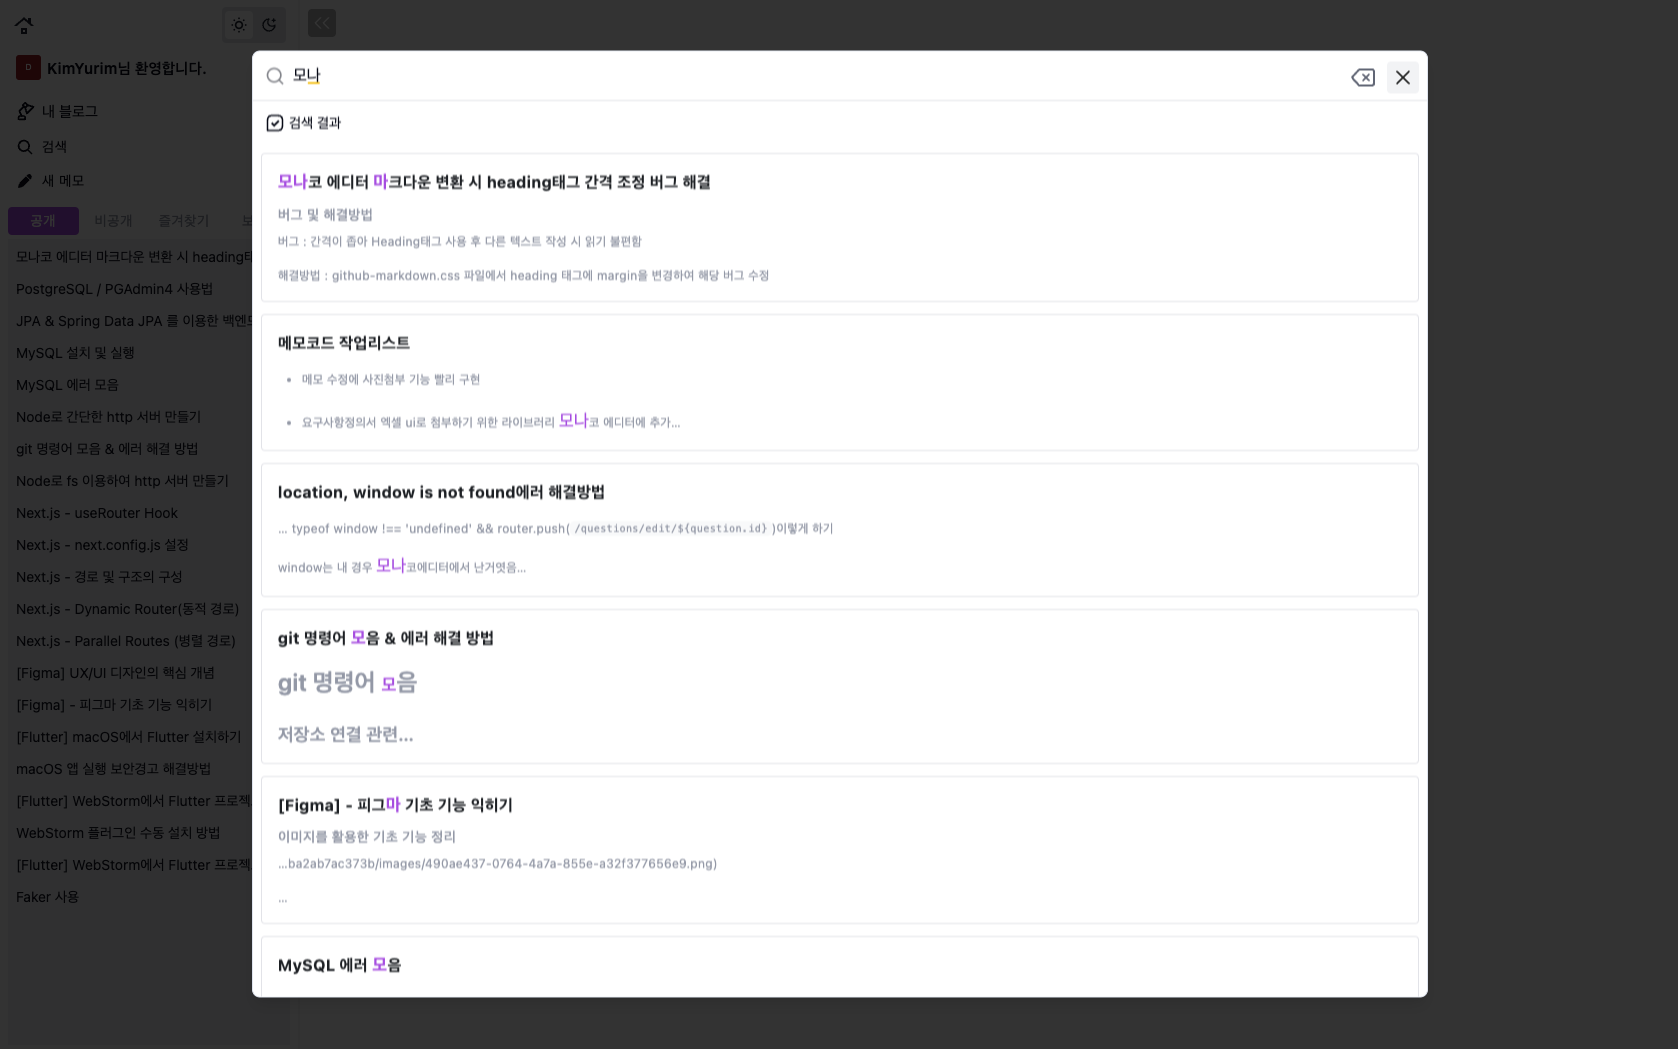 KimYurim님 환영합니다.
내 블로그
검색
새 메모
공개 비공개 즐겨찾기
모나코 에디터 마크다운 변환 시 heading태
PostgreSQL / PGAdmin4 사용법
JPA & Spring Data JPA 를 이용한 백엔드
MySQL 설치 및 실행
MySQL 에러 모음
Node로 간단한 http 서버 만들기
git 명령어 모음 & 에러 해결 방법
Node로 fs 이용하여 http 서버 만들기
Next.js - useRouter Hook
Next.js - next.config.js 설정
Next.js - 경로 및 구조의 구성
Next.js - Dynamic Router(동적 경로)
Next.js - Parallel Routes (병렬 경로)
[Figma] UX/UI 디자인의 핵심 개념
[Figma] - 피그마 기초 기능 익히기
[Flutter] macOS에서 Flutter 설치하기
macOS 앱 실행 보안경고 해결방법
[Flutter] WebStorm에서 Flutter 프로젝
WebStorm 플러그인 수동 설치 방법
[Flutter] WebStorm에서 Flutter 프로젝
Faker 사용
모나
검색 결과
모나코 에디터 마크다운 변환 시 heading태그 간격 조정 버그 해결
버그 및 해결방법
버그 : 간격이 좁아 Heading태그 사용 후 다른 텍스트 작성 시 읽기 불편함
해결방법 : github-markdown.css 파일에서 heading 태그에 margin을 변경하여 해당 버그 수정
메모코드 작업리스트
• 메모 수정에 사진첨부 기능 빨리 구현
• 요구사항정의서 엑셀 ui로 첨부하기 위한 라이브러리 모나코 에디터에 추가...
location, window is not found에러 해결방법
... typeof window !== 'undefined' && router.push( /questions/edit/${question.id} )이렇게 하기
window는 내 경우 모나코에디터에서 난거엿음...
git 명령어 모음 & 에러 해결 방법
git 명령어 모음
저장소 연결 관련...
[Figma] - 피그마 기초 기능 익히기
이미지를 활용한 기초 기능 정리
...ba2ab7ac373b/images/490ae437-0764-4a7a-855e-a32f377656e9.png)
...
MySQL 에러 모음